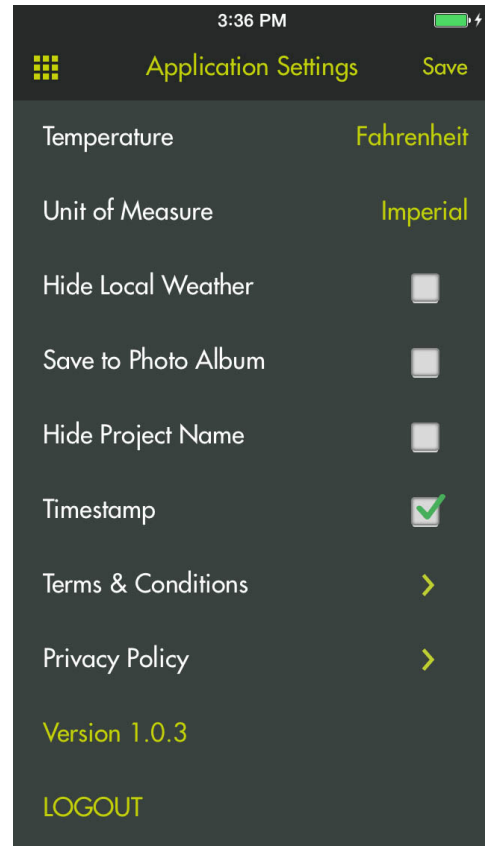 3:36 PM
Application Settings Save
Temperature Fahrenheit
Unit of Measure Imperial
Hide Local Weather
Save to Photo Album
Hide Project Name
Timestamp
Terms & Conditions
Privacy Policy
Version 1.0.3
LOGOUT